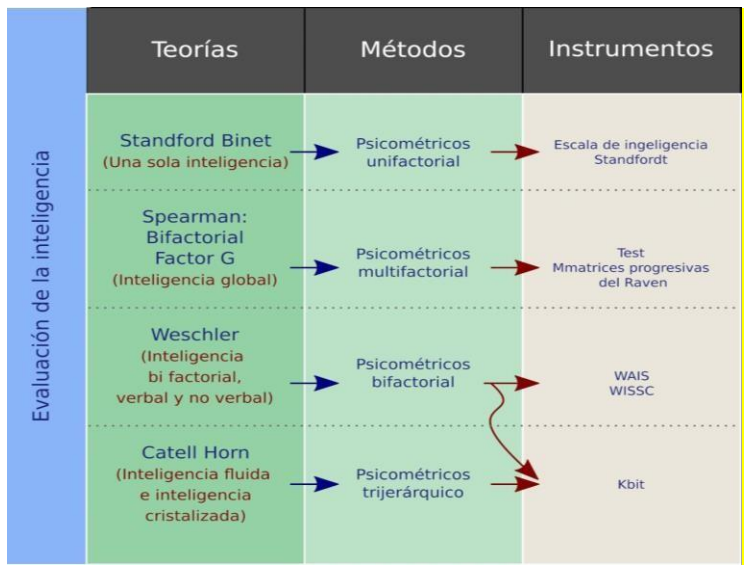 Evaluación de la inteligencia
Teorías
Métodos
Instrumentos
Standford Binet
(Una sola inteligencia)
Psicométricos
unifactorial
Escala de ingeligencia
Standfordt
Spearman:
Bifactorial
Factor G
(Inteligencia global)
Psicométricos
multifactorial
Test
Mmatrices progresivas
del Raven
Weschler
(Inteligencia
bi factorial,
verbal y no verbal)
Psicométricos
bifactorial
WAIS
WISSC
Catell Horn
(Inteligencia fluida
e inteligencia
cristalizada)
Psicométricos
trijerárquico
Kbit